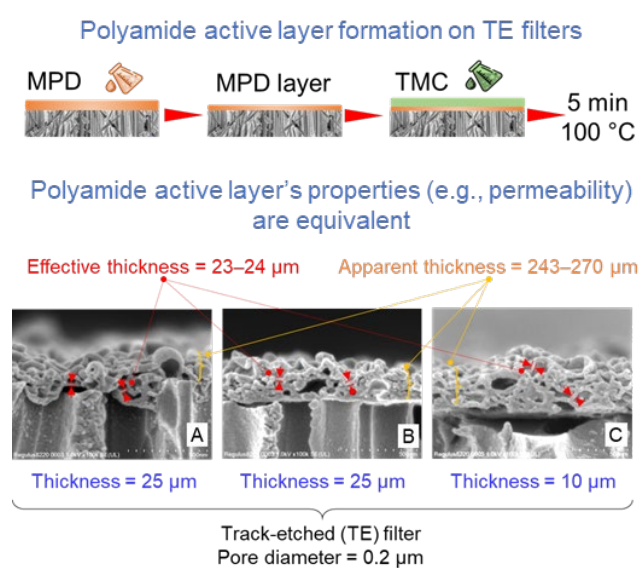 Polyamide active layer formation on TE filters
MPD
MPD layer
TMC
5 min
100 °C
Polyamide active layer's properties (e.g., permeability)
are equivalent
Effective thickness = 23–24 µm
Apparent thickness = 243–270 µm
A
B
C
Thickness = 25 µm
Thickness = 25 µm
Thickness = 10 µm
Track-etched (TE) filter
Pore diameter = 0.2 µm